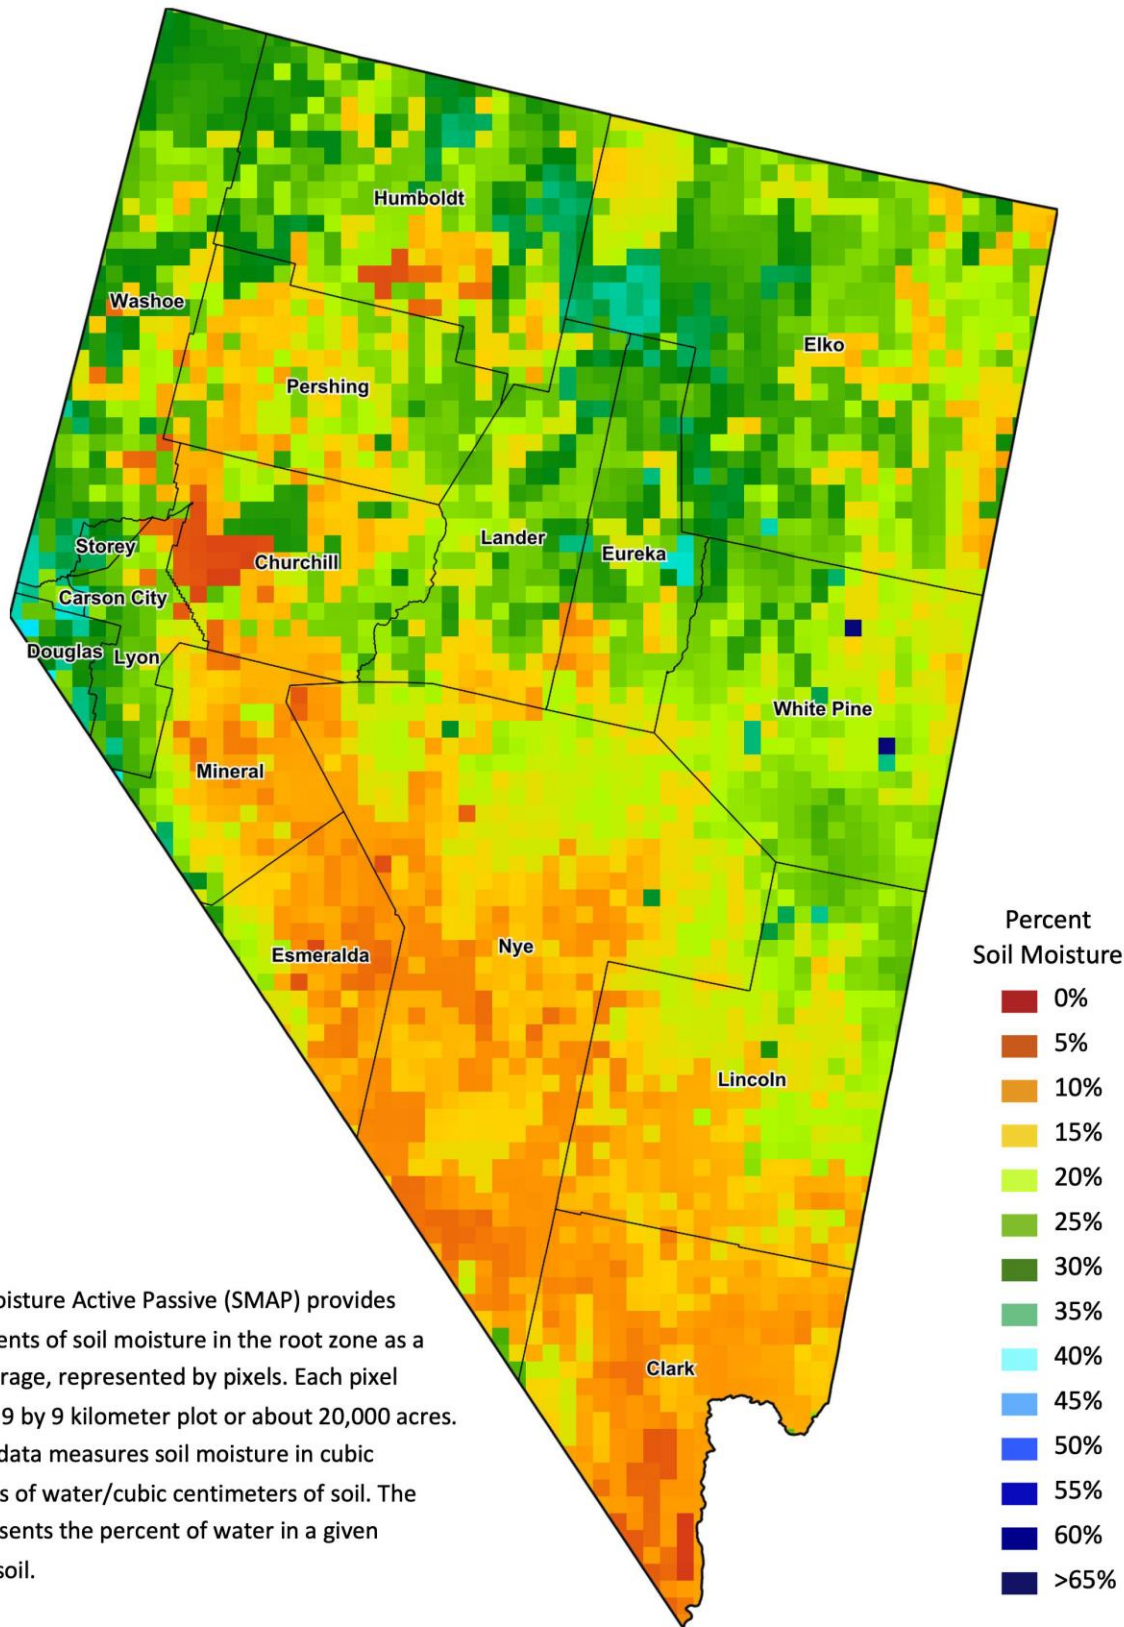 Humboldt
Washoe
Elko
Pershing
Storey
Churchill
Lander
Eureka
Carson City
Douglas
Lyon
White Pine
Mineral
Esmeralda
Nye
Lincoln
Clark
Percent
Soil Moisture
0%
5%
10%
15%
20%
25%
30%
35%
40%
45%
50%
55%
60%
>65%
oisture Active Passive (SMAP) provides
ents of soil moisture in the root zone as a
rage, represented by pixels. Each pixel
9 by 9 kilometer plot or about 20,000 acres.
data measures soil moisture in cubic
s of water/cubic centimeters of soil. The
sents the percent of water in a given
soil.